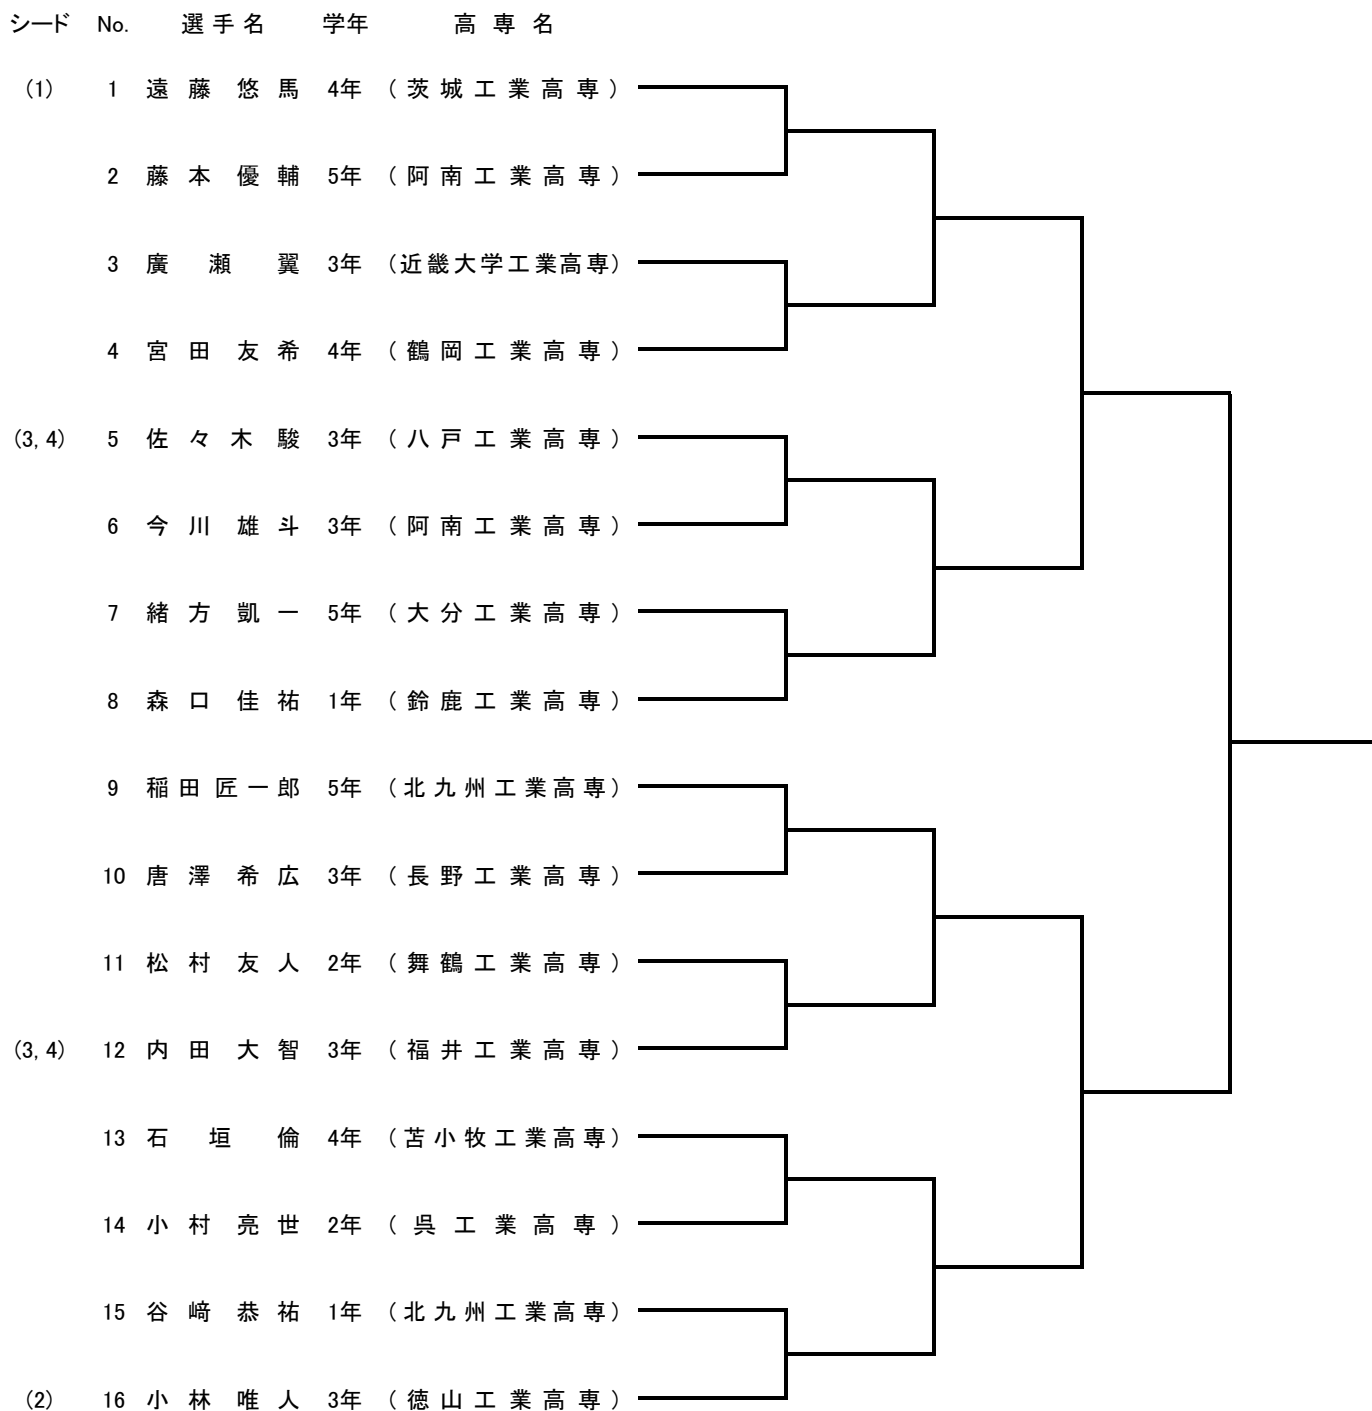 シード No. 選手名 学年 高専名
(1) 1 遠藤 悠馬 4年 (茨城工業高専)
2 藤本 優輔 5年 (阿南工業高専)
3 廣瀬 翼 3年 (近畿大学工業高専)
4 宮田 友希 4年 (鶴岡工業高専)
(3, 4) 5 佐々木 駿 3年 (八戸工業高専)
6 今川 雄斗 3年 (阿南工業高専)
7 緒方 凱一 5年 (大分工業高専)
8 森口 佳祐 1年 (鈴鹿工業高専)
9 稲田 匠一郎 5年 (北九州工業高専)
10 唐澤 希広 3年 (長野工業高専)
11 松村 友人 2年 (舞鶴工業高専)
(3, 4) 12 内田 大智 3年 (福井工業高専)
13 石垣 倫 4年 (苫小牧工業高専)
14 小村 亮世 2年 (呉工業高専)
15 谷﨑 恭祐 1年 (北九州工業高専)
(2) 16 小林 唯人 3年 (徳山工業高専)